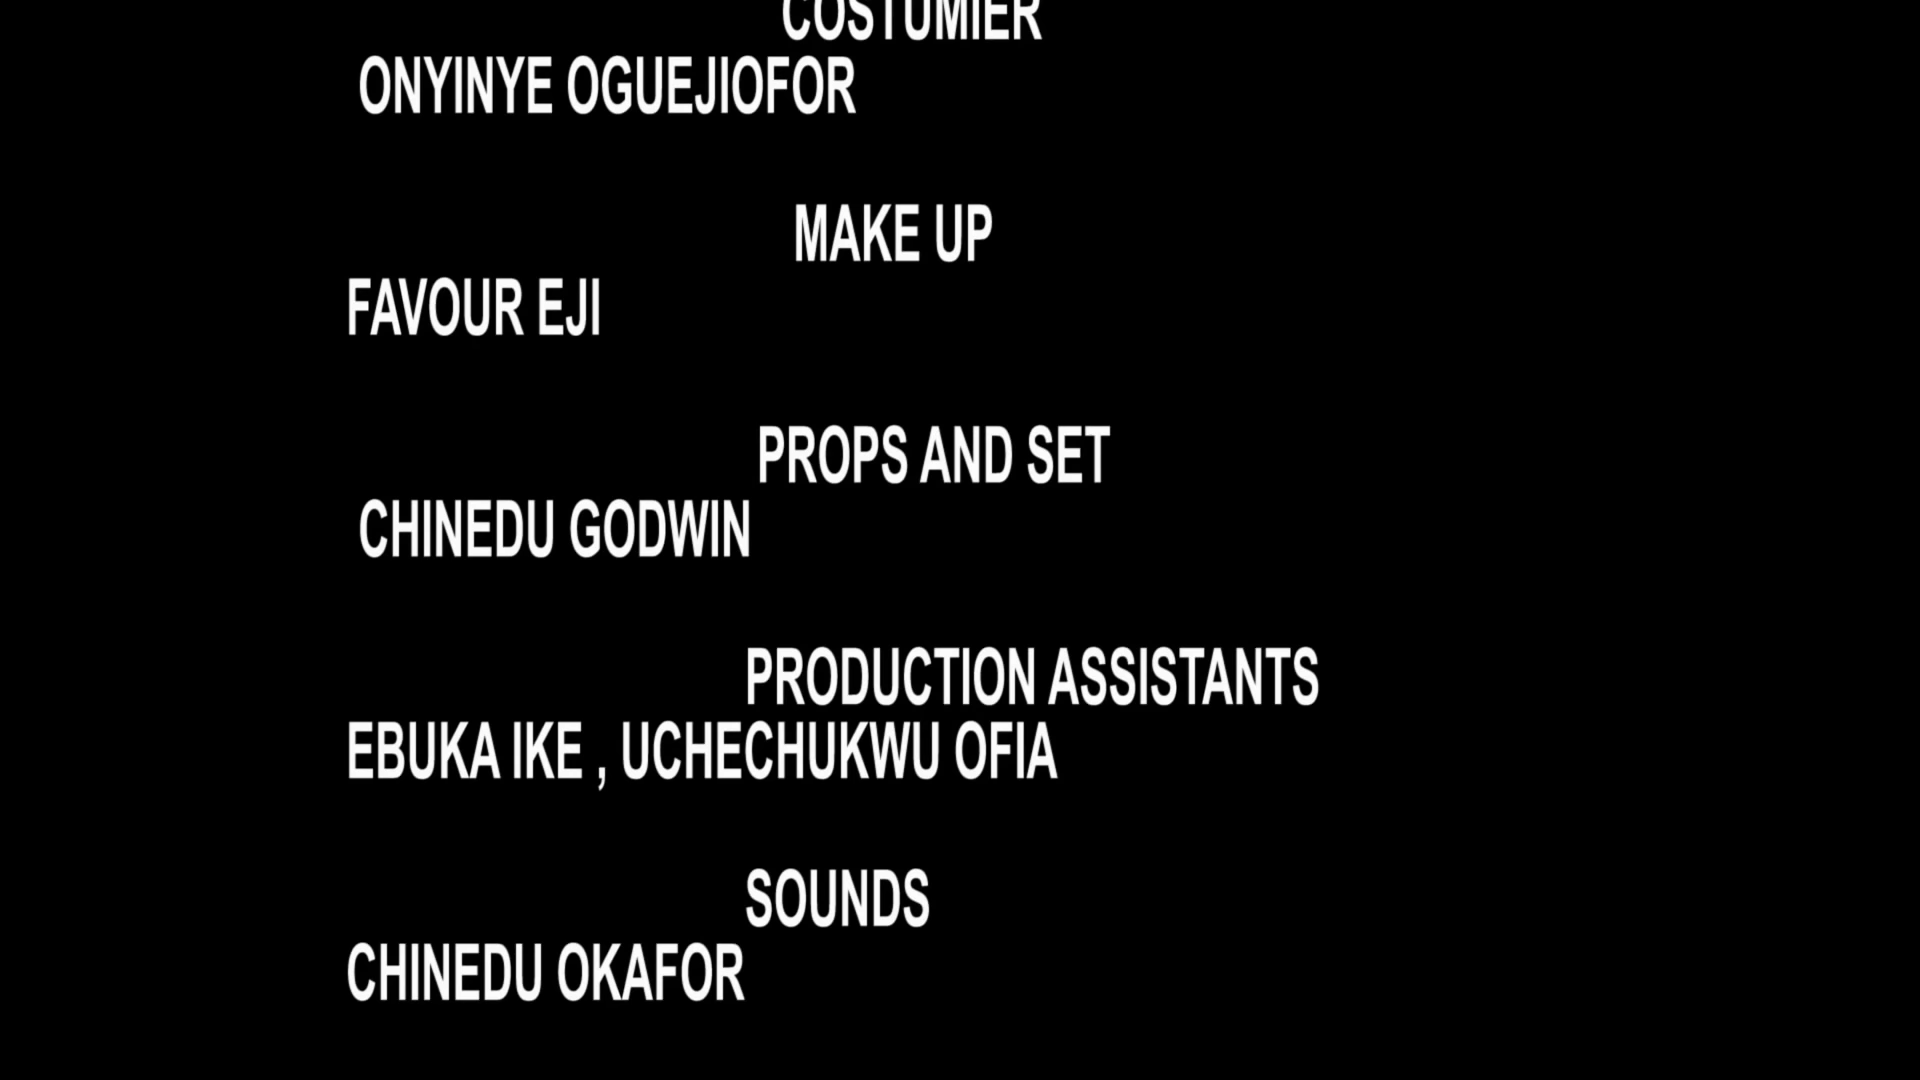 COSTUMIER
ONYINYE OGUEJIOFOR
MAKE UP
FAVOUR EJI
PROPS AND SET
CHINEDU GODWIN
PRODUCTION ASSISTANTS
EBUKA IKE , UCHECHUKWU OFIA
SOUNDS
CHINEDU OKAFOR